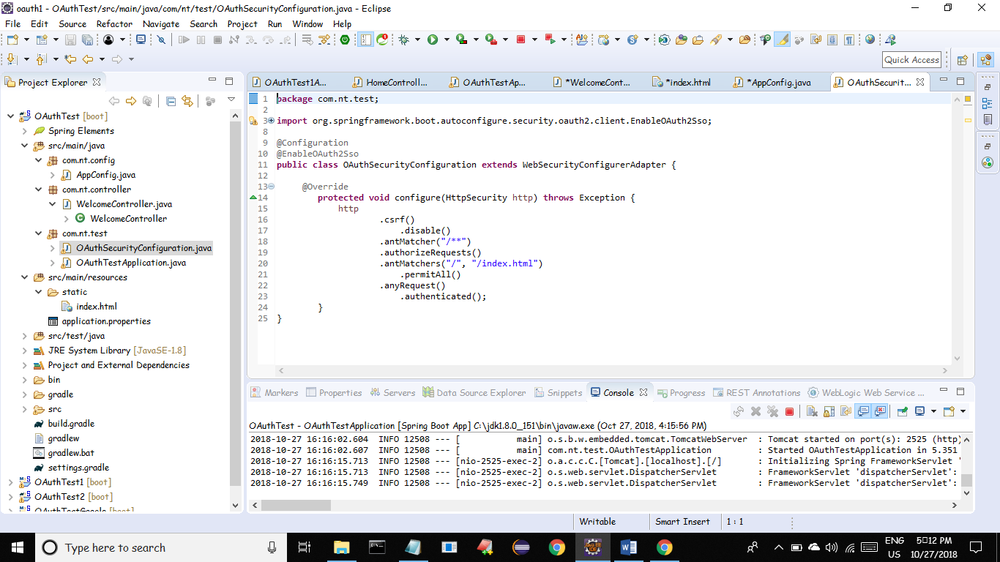 oauth1 - OAuthTest/src/main/java/com/nt/test/OAuthSecurityConfiguration.java - Eclipse
File Edit Source Refactor Navigate Search Project Run Window Help
Quick Access
Project Explorer
OAuthTest [boot]
Spring Elements
src/main/java
com.nt.config
AppConfig.java
com.nt.controller
WelcomeController.java
WelcomeController
com.nt.test
OAuthSecurityConfiguration.java
OAuthTestApplication.java
src/main/resources
static
index.html
application.properties
src/test/java
JRE System Library [JavaSE-1.8]
Project and External Dependencies
bin
gradle
src
build.gradle
gradlew
gradlew.bat
settings.gradle
OAuthTest1 [boot]
OAuthTest2 [boot]
OAuthTestGoogle [boot]
OAuthTest1A... HomeControll... OAuthTestAp... *WelcomeCont... *index.html *AppConfig.java OAuthSecurit...
1 package com.nt.test;
2
3 import org.springframework.boot.autoconfigure.security.oauth2.client.EnableOAuth2Sso;
8
9 @Configuration
10 @EnableOAuth2Sso
11 public class OAuthSecurityConfiguration extends WebSecurityConfigurerAdapter {
12
13 @Override
14 protected void configure(HttpSecurity http) throws Exception {
15 http
16 .csrf()
17 .disable()
18 .antMatcher("/**")
19 .authorizeRequests()
20 .antMatchers("/", "/index.html")
21 .permitAll()
22 .anyRequest()
23 .authenticated();
24 }
25 }
Markers Properties Servers Data Source Explorer Snippets Console Progress REST Annotations WebLogic Web Service ...
OAuthTest - OAuthTestApplication [Spring Boot App] C:\jdk1.8.0_151\bin\javaw.exe (Oct 27, 2018, 4:15:56 PM)
2018-10-27 16:16:02.604 INFO 12508 --- [ main] o.s.b.w.embedded.tomcat.TomcatWebServer : Tomcat started on port(s): 2525 (http)
2018-10-27 16:16:02.607 INFO 12508 --- [ main] com.nt.test.OAuthTestApplication : Started OAuthTestApplication in 5.351
2018-10-27 16:16:15.713 INFO 12508 --- [nio-2525-exec-2] o.a.c.c.C.[Tomcat].[localhost].[/] : Initializing Spring FrameworkServlet '
2018-10-27 16:16:15.713 INFO 12508 --- [nio-2525-exec-2] o.s.web.servlet.DispatcherServlet : FrameworkServlet 'dispatcherServlet':
2018-10-27 16:16:15.749 INFO 12508 --- [nio-2525-exec-2] o.s.web.servlet.DispatcherServlet : FrameworkServlet 'dispatcherServlet':
Writable Smart Insert 1 : 1
Type here to search
ENG
US
5:12 PM
10/27/2018